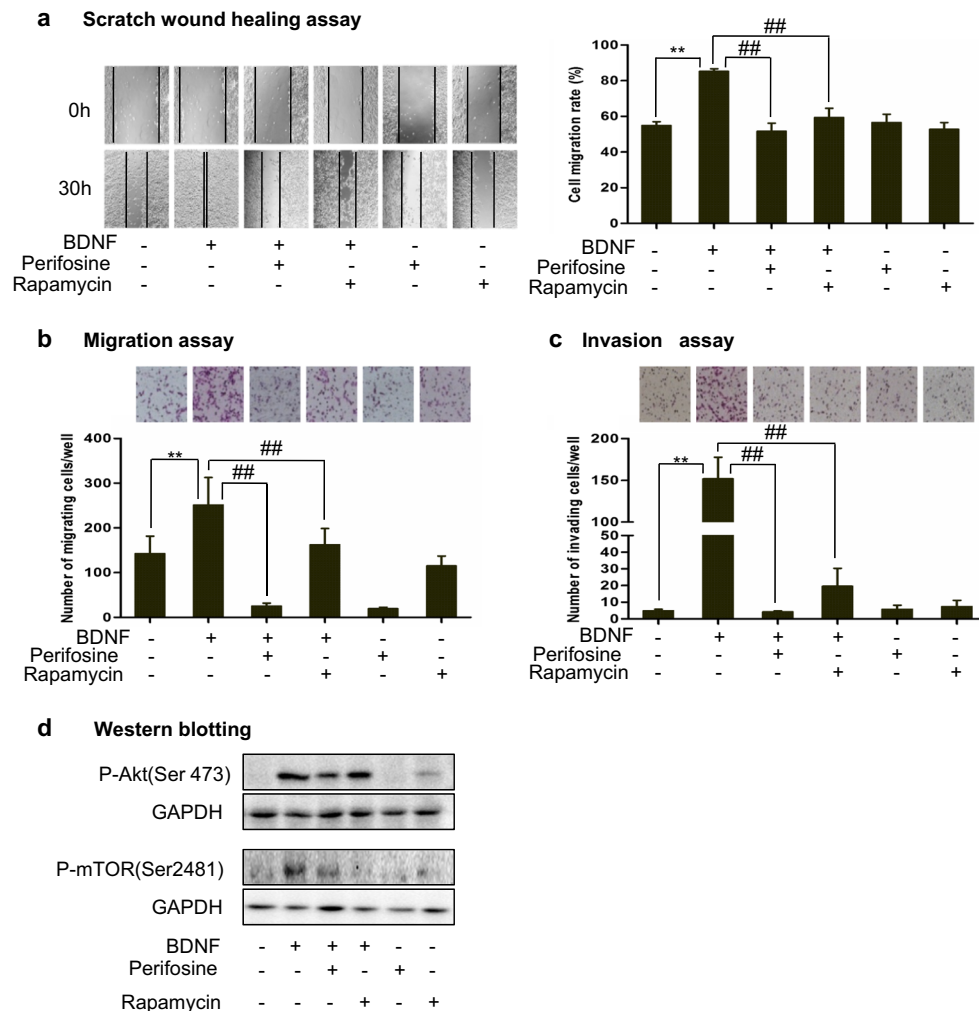 a Scratch wound healing assay
0h
30h
BDNF - + + + - -
Perifosine - - + - + -
Rapamycin - - - + - +
Cell migration rate (%)
100
80
60
40
20
0
** ## ##
BDNF - + + + - -
Perifosine - - + - + -
Rapamycin - - - + - +
b Migration assay
Number of migrating cells/well
400
300
200
100
0
** ## ##
BDNF - + + + - -
Perifosine - - + - + -
Rapamycin - - - + - +
c Invasion assay
Number of invading cells/well
200
150
100
50
40
30
20
10
0
** ## ##
BDNF - + + + - -
Perifosine - - + - + -
Rapamycin - - - + - +
d Western blotting
P-Akt(Ser 473)
GAPDH
P-mTOR(Ser2481)
GAPDH
BDNF - + + + - -
Perifosine - - + - + -
Rapamycin - - - + - +